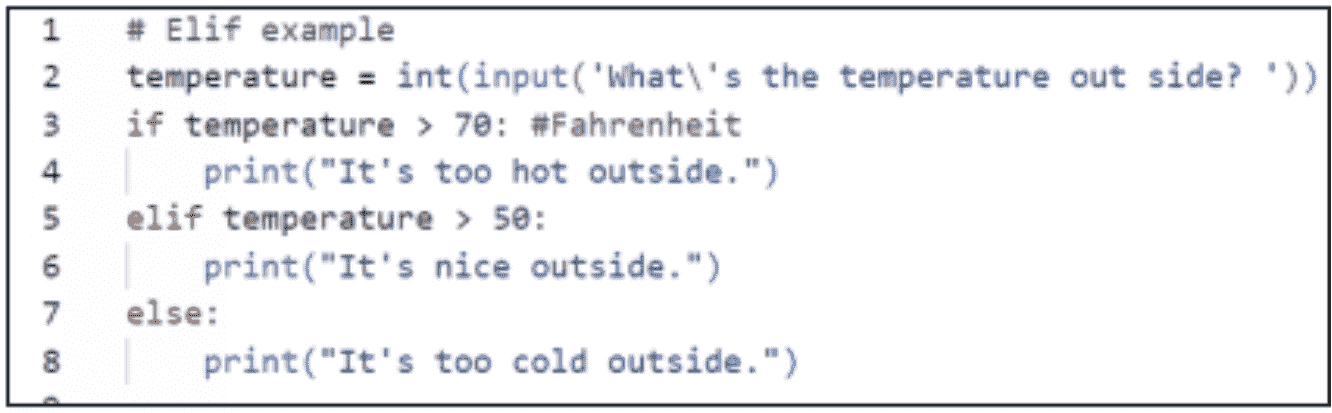 1 # Elif example
2 temperature = int(input('What\'s the temperature out side? '))
3 if temperature > 70: #Fahrenheit
4 print("It's too hot outside.")
5 elif temperature > 50:
6 print("It's nice outside.")
7 else:
8 print("It's too cold outside.")